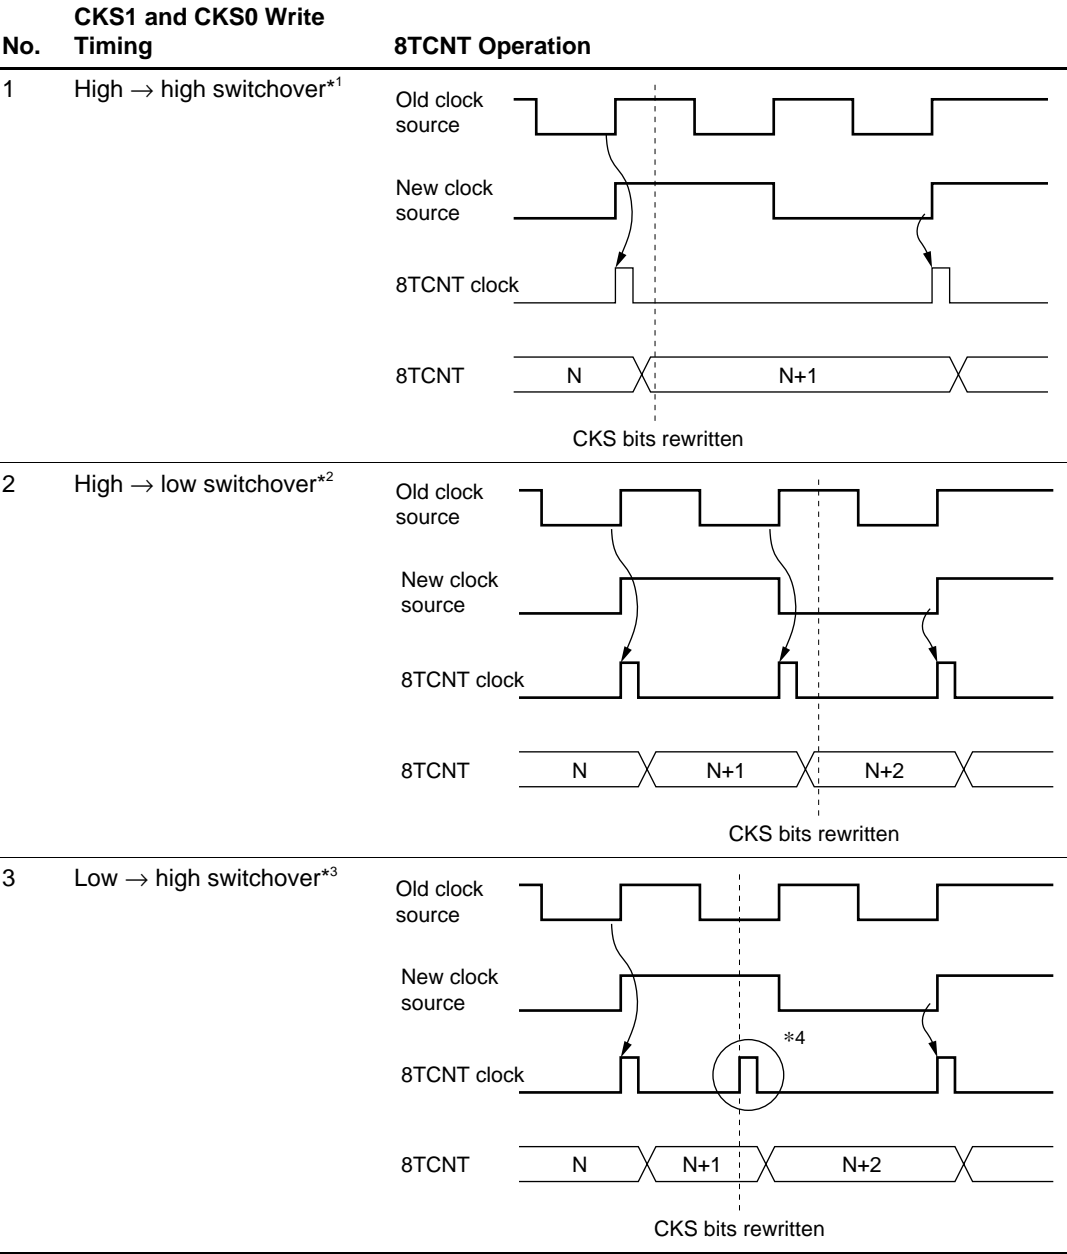 No.
CKS1 and CKS0 Write
Timing
8TCNT Operation
1
High → high switchover*1
Old clock
source
New clock
source
8TCNT clock
8TCNT
N
N+1
CKS bits rewritten
2
High → low switchover*2
Old clock
source
New clock
source
8TCNT clock
8TCNT
N
N+1
N+2
CKS bits rewritten
3
Low → high switchover*3
Old clock
source
New clock
source
*4
8TCNT clock
8TCNT
N
N+1
N+2
CKS bits rewritten